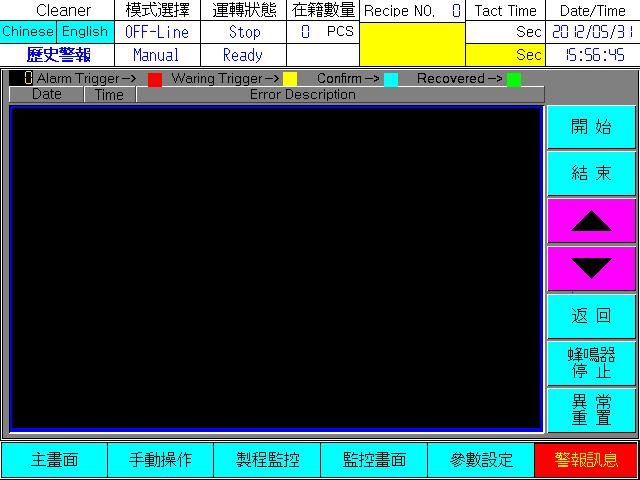 Cleaner 模式選擇 運轉狀態 在籍數量 Recipe NO. 0 Tact Time Date/Time
Chinese English OFF-Line Stop 0 PCS Sec 2012/05/31
歷史警報 Manual Ready Sec 15:56:45
0 Alarm Trigger-> Waring Trigger-> Confirm-> Recovered->
Date Time Error Description
開 始
結 束
返 回
蜂鳴器
停 止
異 常
重 置
主畫面 手動操作 製程監控 監控畫面 參數設定 警報訊息